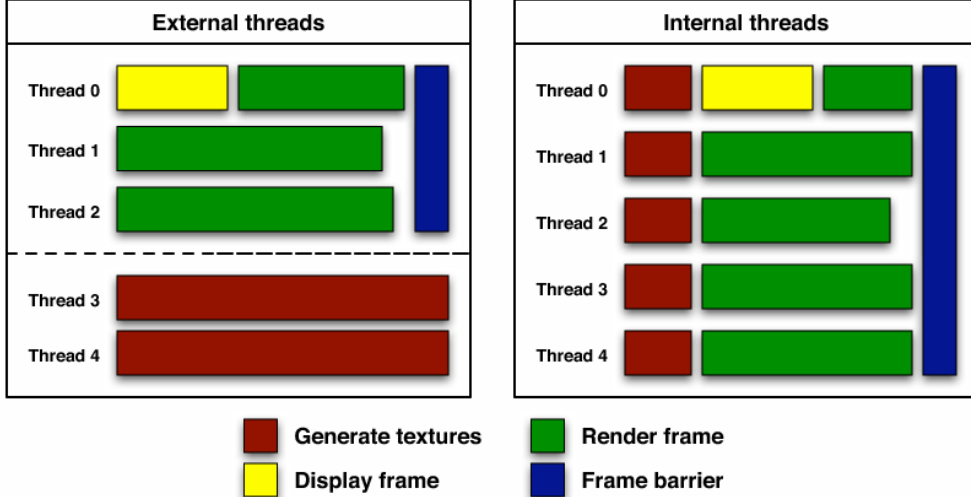 External threads
Thread 0
Thread 1
Thread 2
Thread 3
Thread 4
Internal threads
Thread 0
Thread 1
Thread 2
Thread 3
Thread 4
Generate textures
Render frame
Display frame
Frame barrier